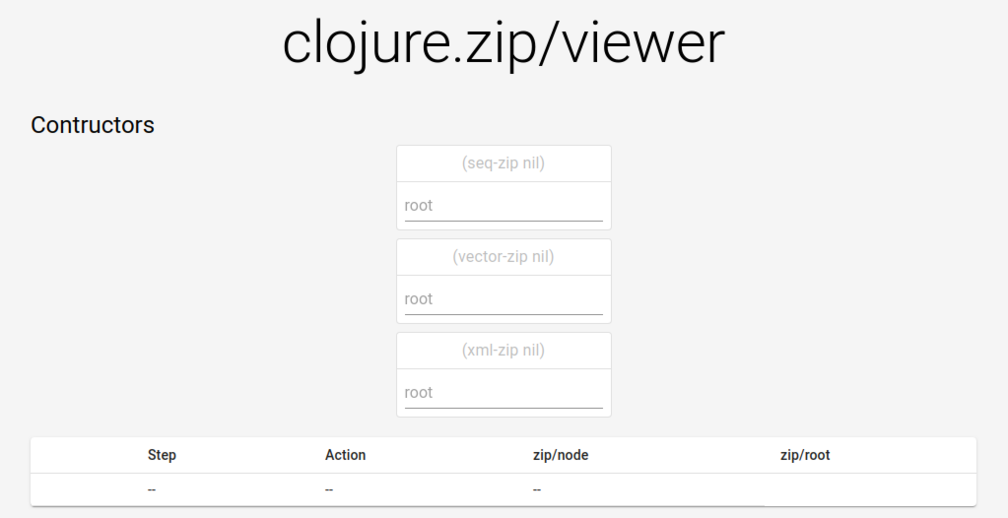 clojure.zip/viewer
Contructors
(seq-zip nil)
root
(vector-zip nil)
root
(xml-zip nil)
root
Step Action zip/node zip/root
-- -- --